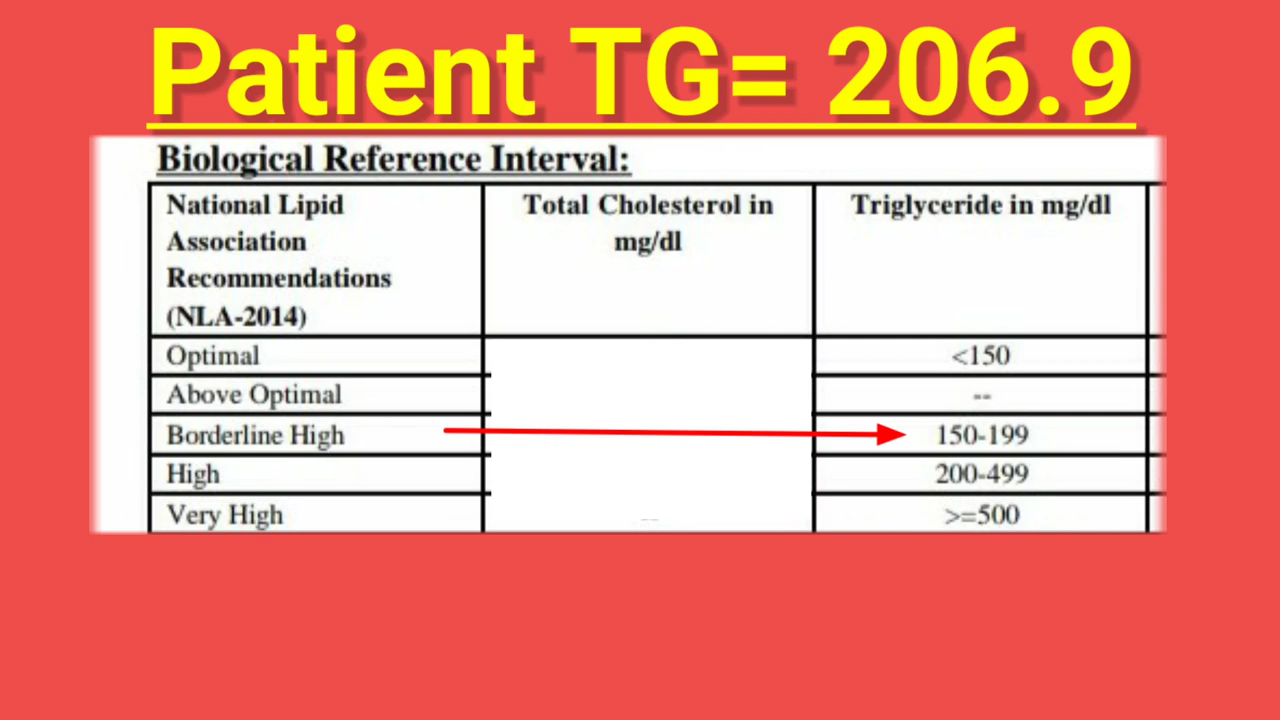 Patient TG= 206.9
Biological Reference Interval:
National Lipid Association Recommendations (NLA-2014)
Total Cholesterol in mg/dl
Triglyceride in mg/dl
Optimal <150
Above Optimal --
Borderline High 150-199
High 200-499
Very High >=500